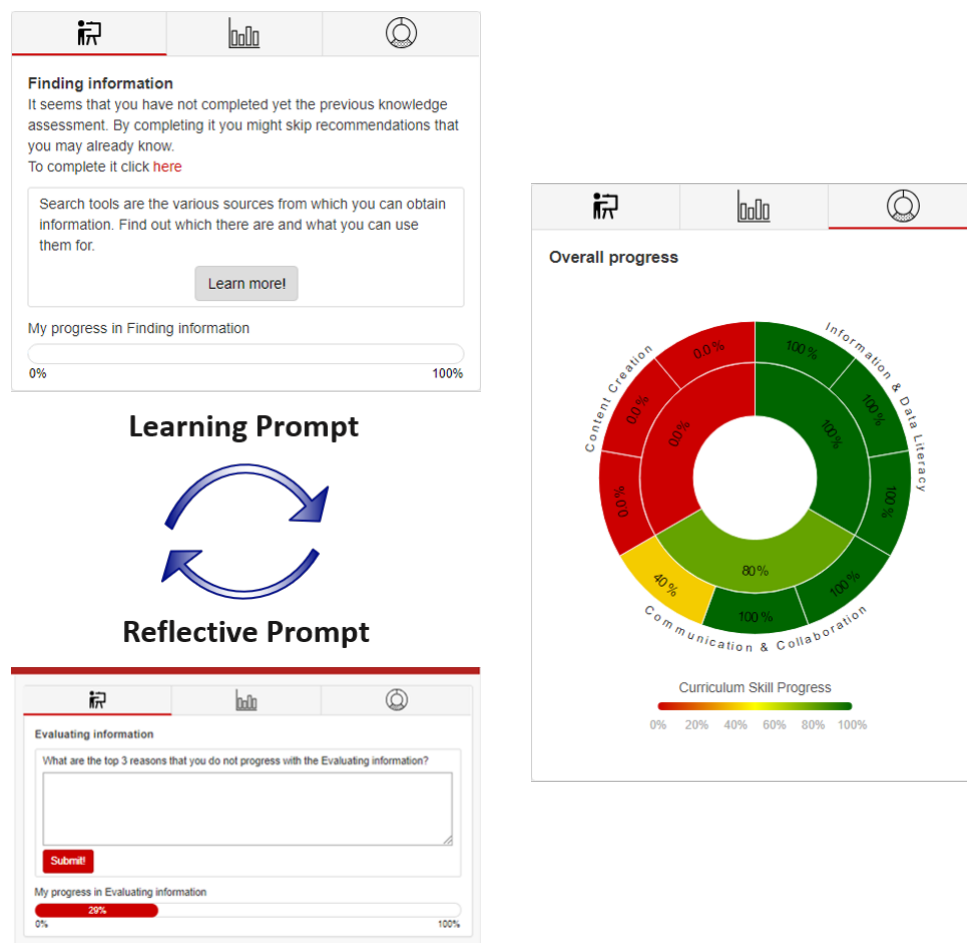 Finding information
It seems that you have not completed yet the previous knowledge
assessment. By completing it you might skip recommendations that
you may already know.
To complete it click here
Search tools are the various sources from which you can obtain
information. Find out which there are and what you can use
them for.
Learn more!
My progress in Finding information
0% 100%
Learning Prompt
Reflective Prompt
Evaluating information
What are the top 3 reasons that you do not progress with the Evaluating information?
Submit!
My progress in Evaluating information
29%
0% 100%
Overall progress
Information & Data Literacy
100 %
100 %
100 %
100 %
Communication & Collaboration
80 %
100 %
100 %
40 %
Content Creation
0.0 %
0.0 %
0.0 %
0.0 %
Curriculum Skill Progress
0% 20% 40% 60% 80% 100%